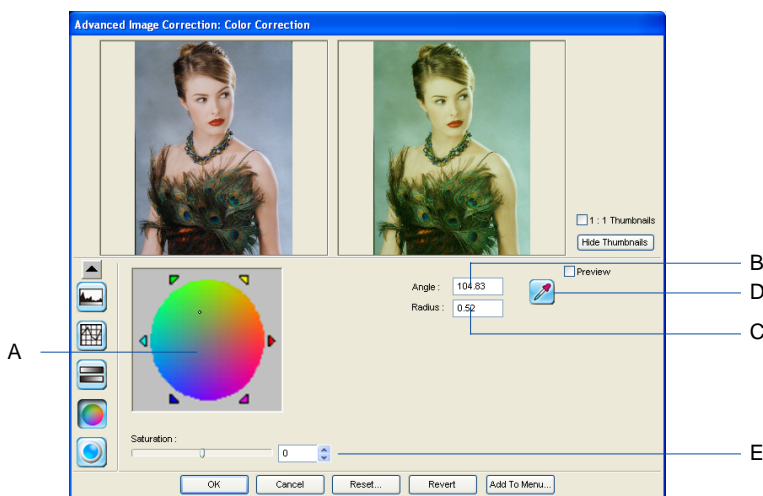 Advanced Image Correction: Color Correction
1 : 1 Thumbnails
Hide Thumbnails
B
Preview
Angle : 104.83
D
Radius : 0.52
C
A
Saturation :
0
E
OK Cancel Reset... Revert Add To Menu...